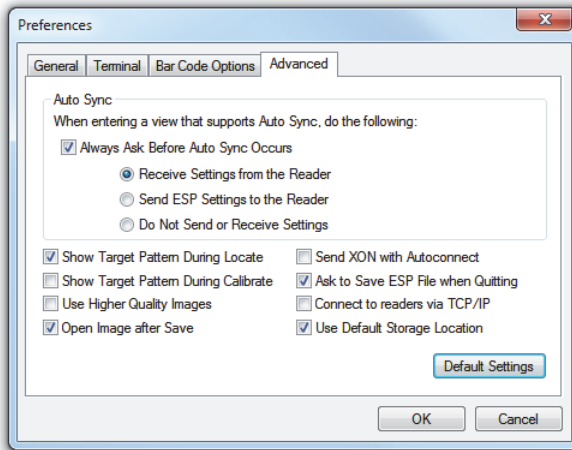 Preferences
General Terminal Bar Code Options Advanced
Auto Sync
When entering a view that supports Auto Sync, do the following:
Always Ask Before Auto Sync Occurs
Receive Settings from the Reader
Send ESP Settings to the Reader
Do Not Send or Receive Settings
Show Target Pattern During Locate Send XON with Autoconnect
Show Target Pattern During Calibrate Ask to Save ESP File when Quitting
Use Higher Quality Images Connect to readers via TCP/IP
Open Image after Save Use Default Storage Location
Default Settings
OK Cancel